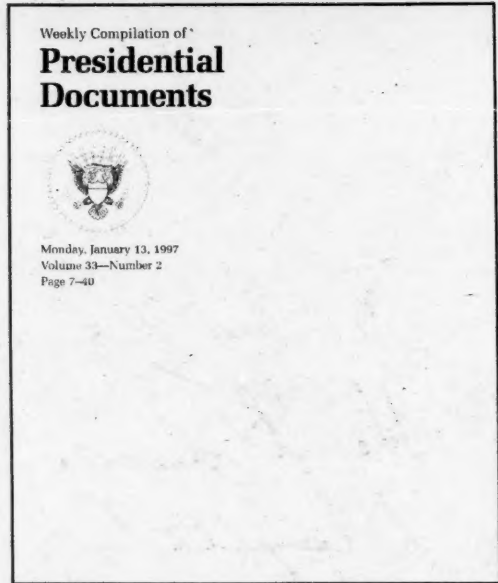 Weekly Compilation of
Presidential
Documents
Monday, January 13, 1997
Volume 33—Number 2
Page 7–40